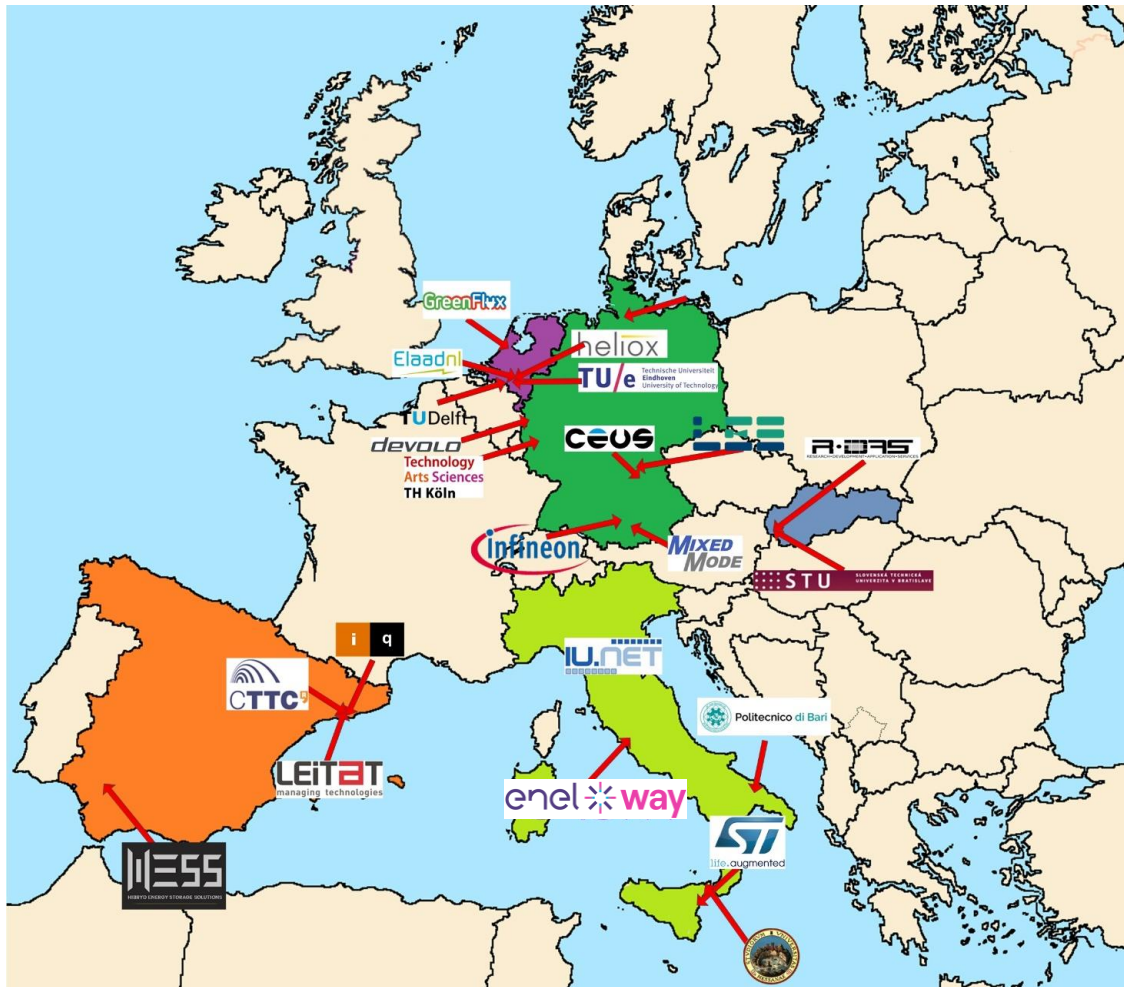 GreenFlux
Elaadnl
heliox
TU/e
Technische Universiteit
Eindhoven
University of Technology
TUDelft
devolo
Technology
Arts Sciences
TH Köln
CEUS
R·DAS
RESEARCH·DEVELOPMENT·APPLICATION·SERVICES
infineon
MIXED
MODE
STU
SLOVENSKÁ TECHNICKÁ
UNIVERZITA V BRATISLAVE
i q
IU.NET
CTTC
Politecnico di Bari
LEITAT
managing technologies
enel way
ST
life.augmented
HESS
HYBRID ENERGY STORAGE SOLUTIONS